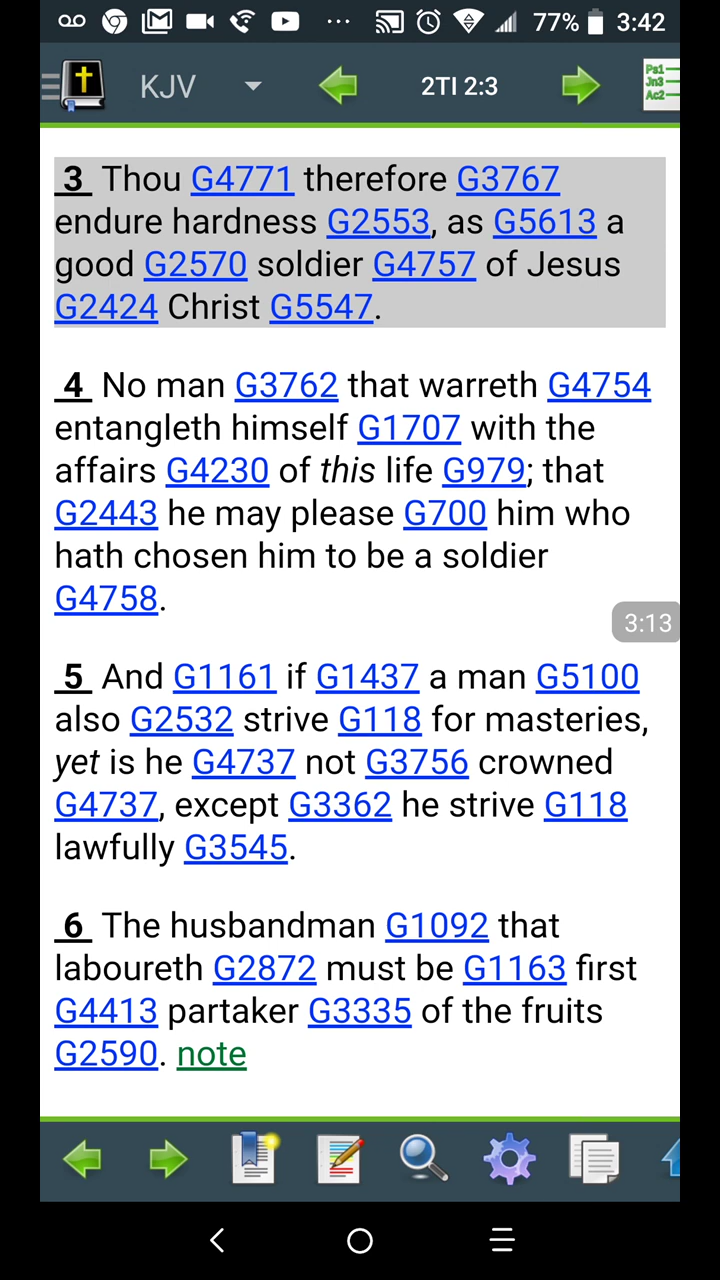 77% 3:42
KJV 2TI 2:3 Ps1
Jn3
Ac2
3 Thou G4771 therefore G3767
endure hardness G2553, as G5613 a
good G2570 soldier G4757 of Jesus
G2424 Christ G5547.
4 No man G3762 that warreth G4754
entangleth himself G1707 with the
affairs G4230 of this life G979; that
G2443 he may please G700 him who
hath chosen him to be a soldier
G4758.
3:13
5 And G1161 if G1437 a man G5100
also G2532 strive G118 for masteries,
yet is he G4737 not G3756 crowned
G4737, except G3362 he strive G118
lawfully G3545.
6 The husbandman G1092 that
laboureth G2872 must be G1163 first
G4413 partaker G3335 of the fruits
G2590. note